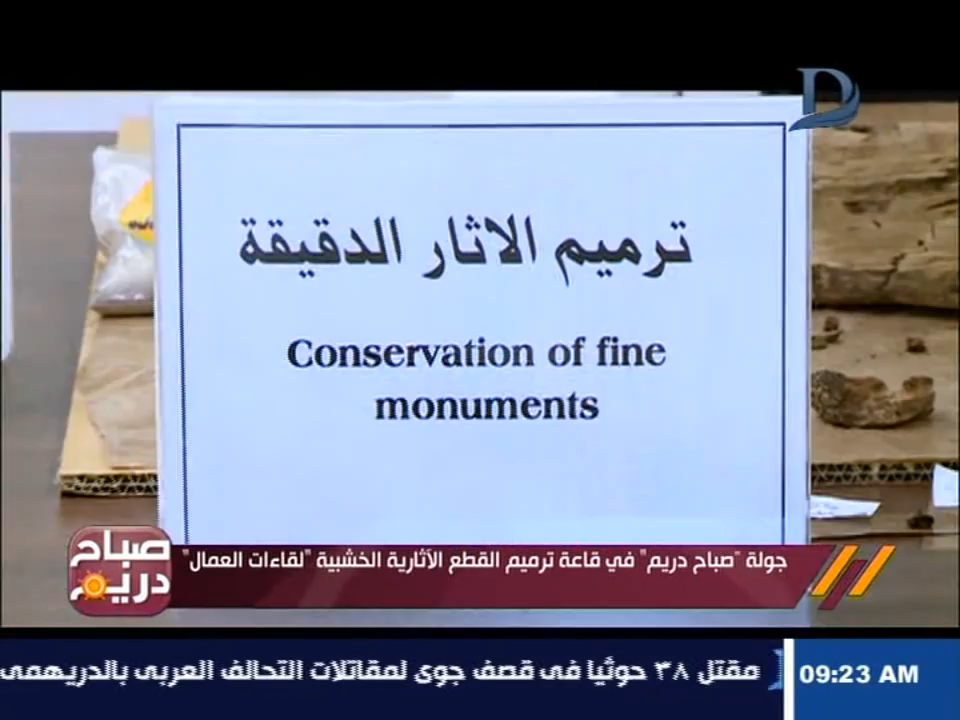 ترميم الاثار الدقيقة
Conservation of fine
monuments
جولة "صباح دريم" في قاعة ترميم القطع الآثارية الخشبية "لقاءات العمال"
صباح
دريم
مقتل ٣٨ حوثيا فى قصف جوى لمقاتلات التحالف العربى بالدريهمى
09:23 AM